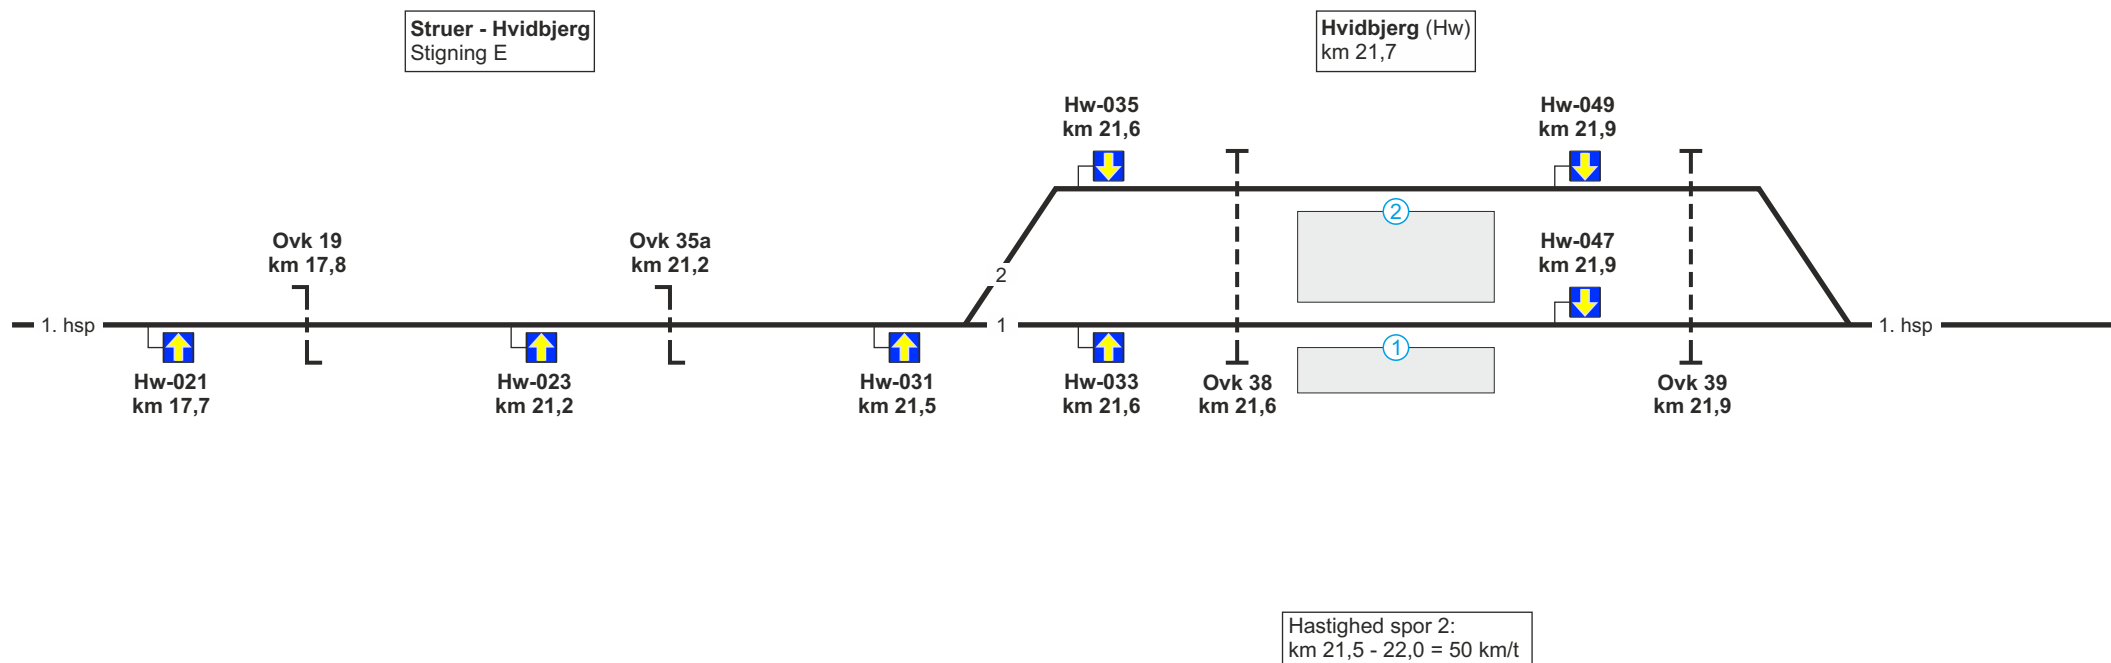 Struer - Hvidbjerg
Stigning E
Hvidbjerg (Hw)
km 21,7
Hw-035
km 21,6
Hw-049
km 21,9
2
Ovk 19
km 17,8
Ovk 35a
km 21,2
Hw-047
km 21,9
2
1. hsp
1
1. hsp
1
Hw-021
km 17,7
Hw-023
km 21,2
Hw-031
km 21,5
Hw-033
km 21,6
Ovk 38
km 21,6
Ovk 39
km 21,9
Hastighed spor 2:
km 21,5 - 22,0 = 50 km/t